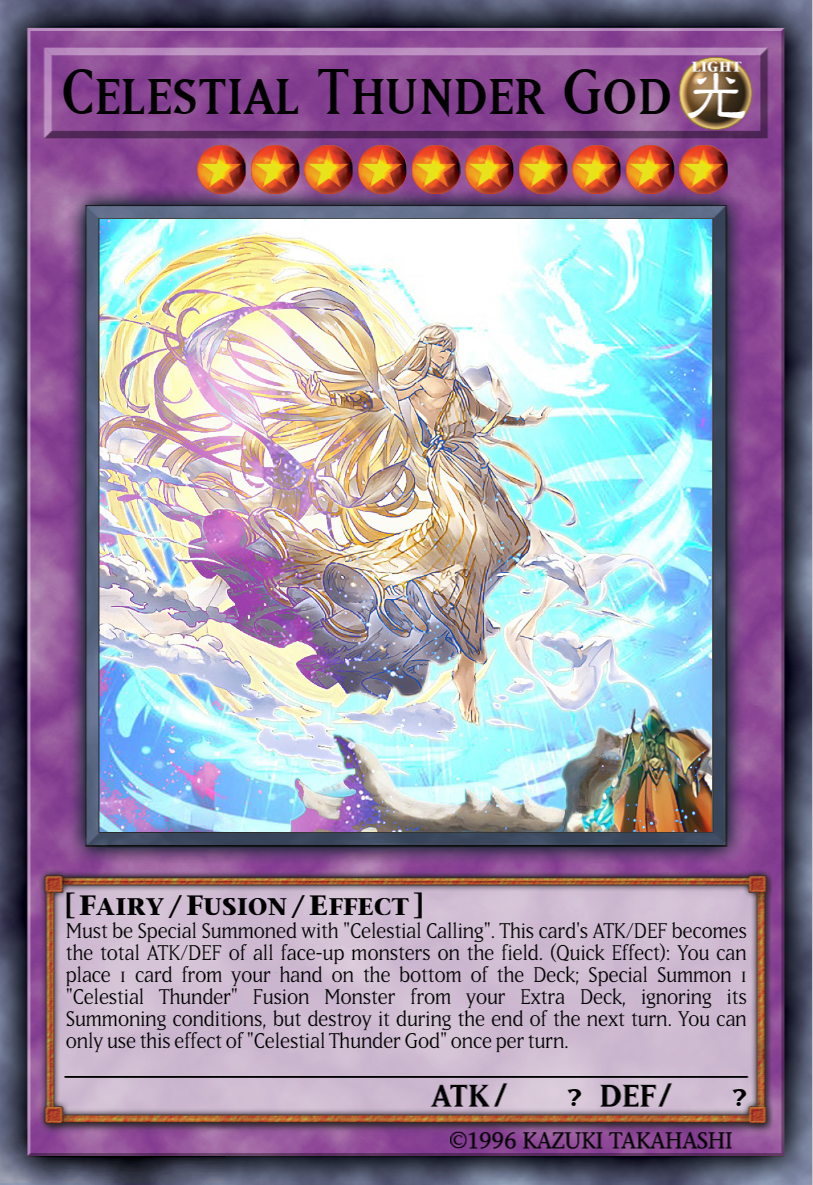 Celestial Thunder God
LIGHT
光
[ Fairy / Fusion / Effect ]
Must be Special Summoned with "Celestial Calling". This card's ATK/DEF becomes
the total ATK/DEF of all face-up monsters on the field. (Quick Effect): You can
place 1 card from your hand on the bottom of the Deck; Special Summon 1
"Celestial Thunder" Fusion Monster from your Extra Deck, ignoring its
Summoning conditions, but destroy it during the end of the next turn. You can
only use this effect of "Celestial Thunder God" once per turn.
ATK/ ? DEF/ ?
©1996 KAZUKI TAKAHASHI